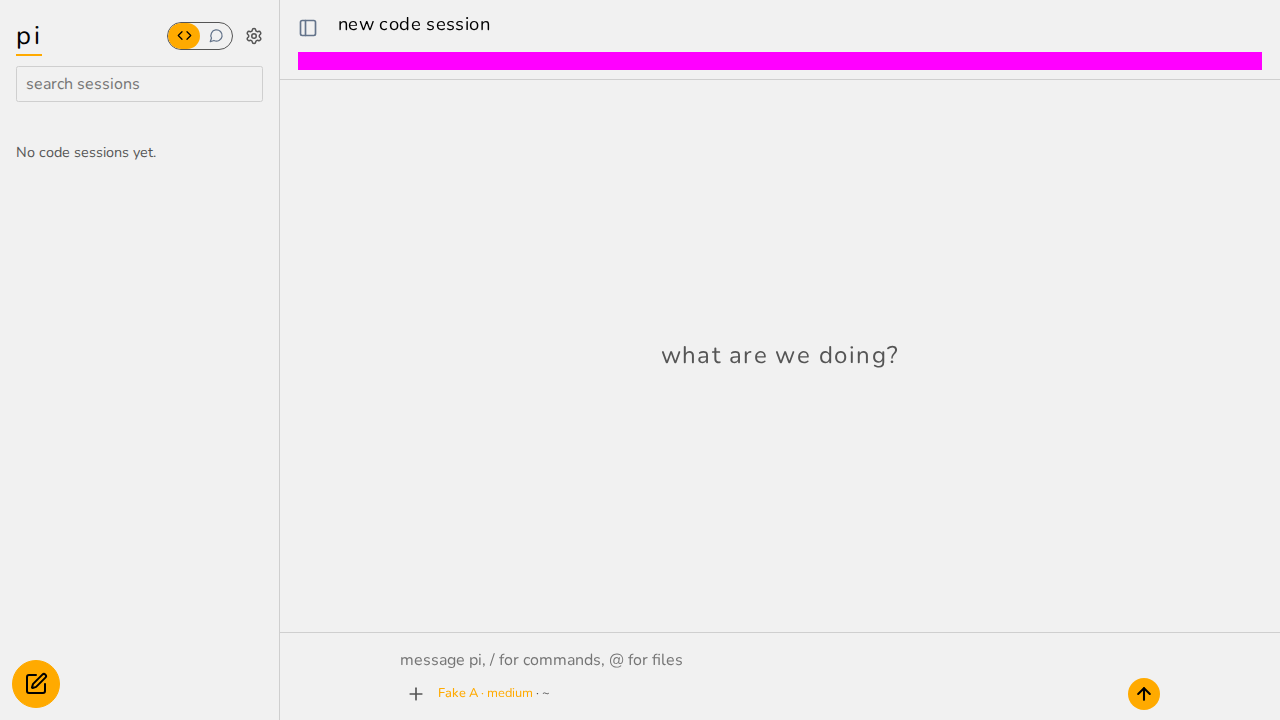 pi
search sessions
No code sessions yet.
new code session
what are we doing?
message pi, / for commands, @ for files
Fake A · medium · ~